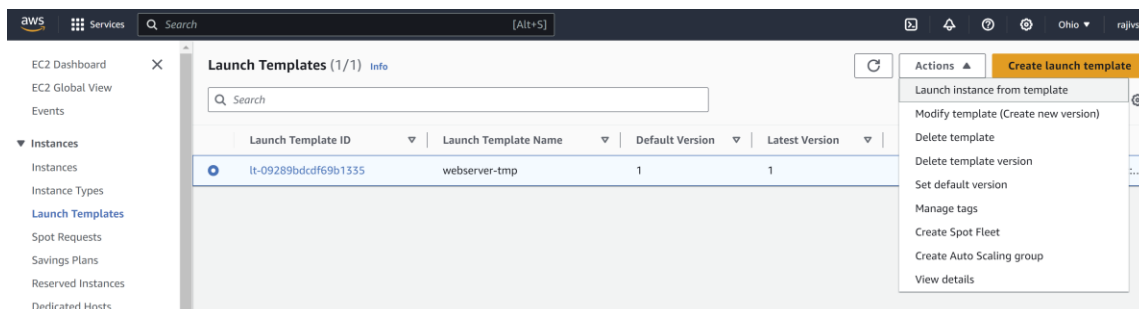 aws Services Search [Alt+S] Ohio ▼ rajivs
EC2 Dashboard
EC2 Global View
Events
Instances
Instances
Instance Types
Launch Templates
Spot Requests
Savings Plans
Reserved Instances
Dedicated Hosts
Launch Templates (1/1) Info
Actions ▲ Create launch template
Search
Launch Template ID Launch Template Name Default Version Latest Version
lt-09289bdcdf69b1335 webserver-tmp 1 1
Launch instance from template
Modify template (Create new version)
Delete template
Delete template version
Set default version
Manage tags
Create Spot Fleet
Create Auto Scaling group
View details